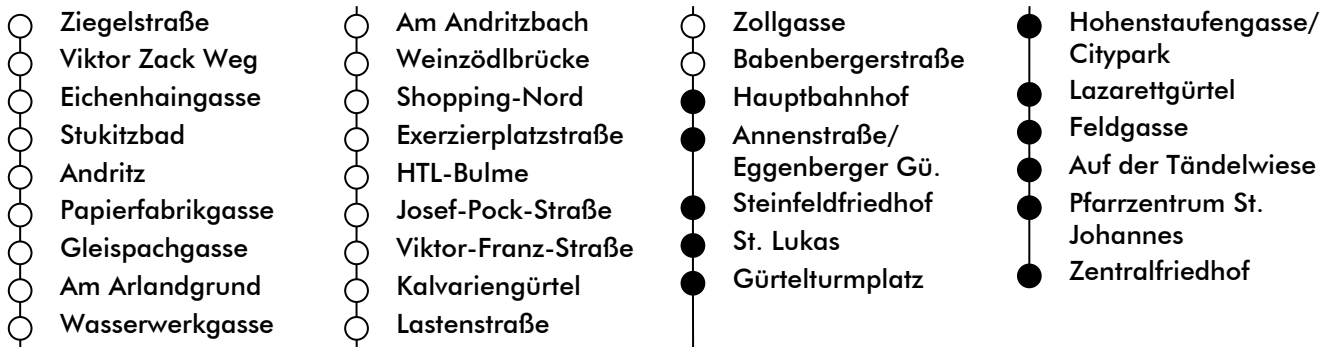 Ziegelstraße
Viktor Zack Weg
Eichenhaingasse
Stukitzbad
Andritz
Papierfabrikgasse
Gleispachgasse
Am Arlandgrund
Wasserwerkgasse
Am Andritzbach
Weinzödlbrücke
Shopping-Nord
Exerzierplatzstraße
HTL-Bulme
Josef-Pock-Straße
Viktor-Franz-Straße
Kalvariengürtel
Lastenstraße
Zollgasse
Babenbergerstraße
Hauptbahnhof
Annenstraße/
Eggenberger Gü.
Steinfeldfriedhof
St. Lukas
Gürtelturmplatz
Hohenstaufengasse/
Citypark
Lazarettgürtel
Feldgasse
Auf der Tändelwiese
Pfarrzentrum St.
Johannes
Zentralfriedhof